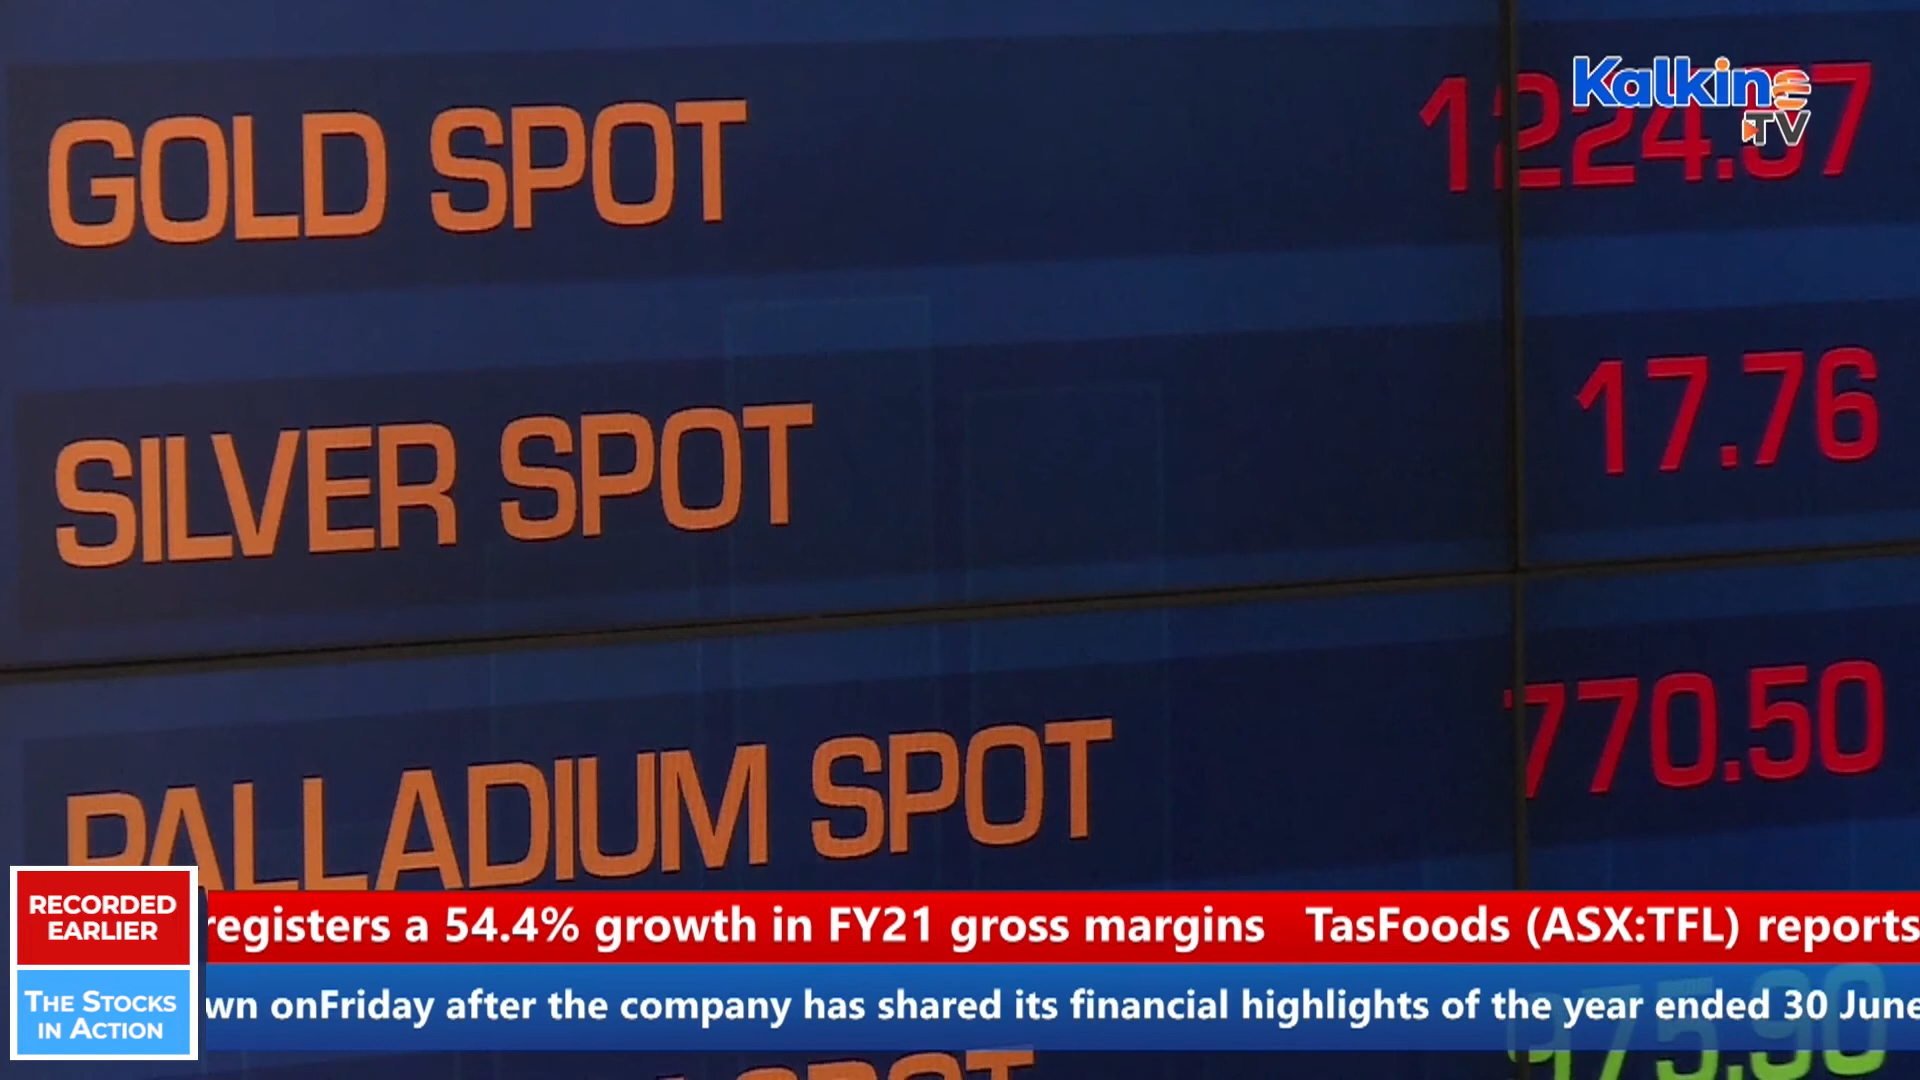 Kalkine
TV
GOLD SPOT
SILVER SPOT 17.76
PALLADIUM SPOT 770.50
RECORDED
EARLIER
registers a 54.4% growth in FY21 gross margins TasFoods (ASX:TFL) reports
THE STOCKS
IN ACTION
onFriday after the company has shared its financial highlights of the year ended 30 June
SPOT